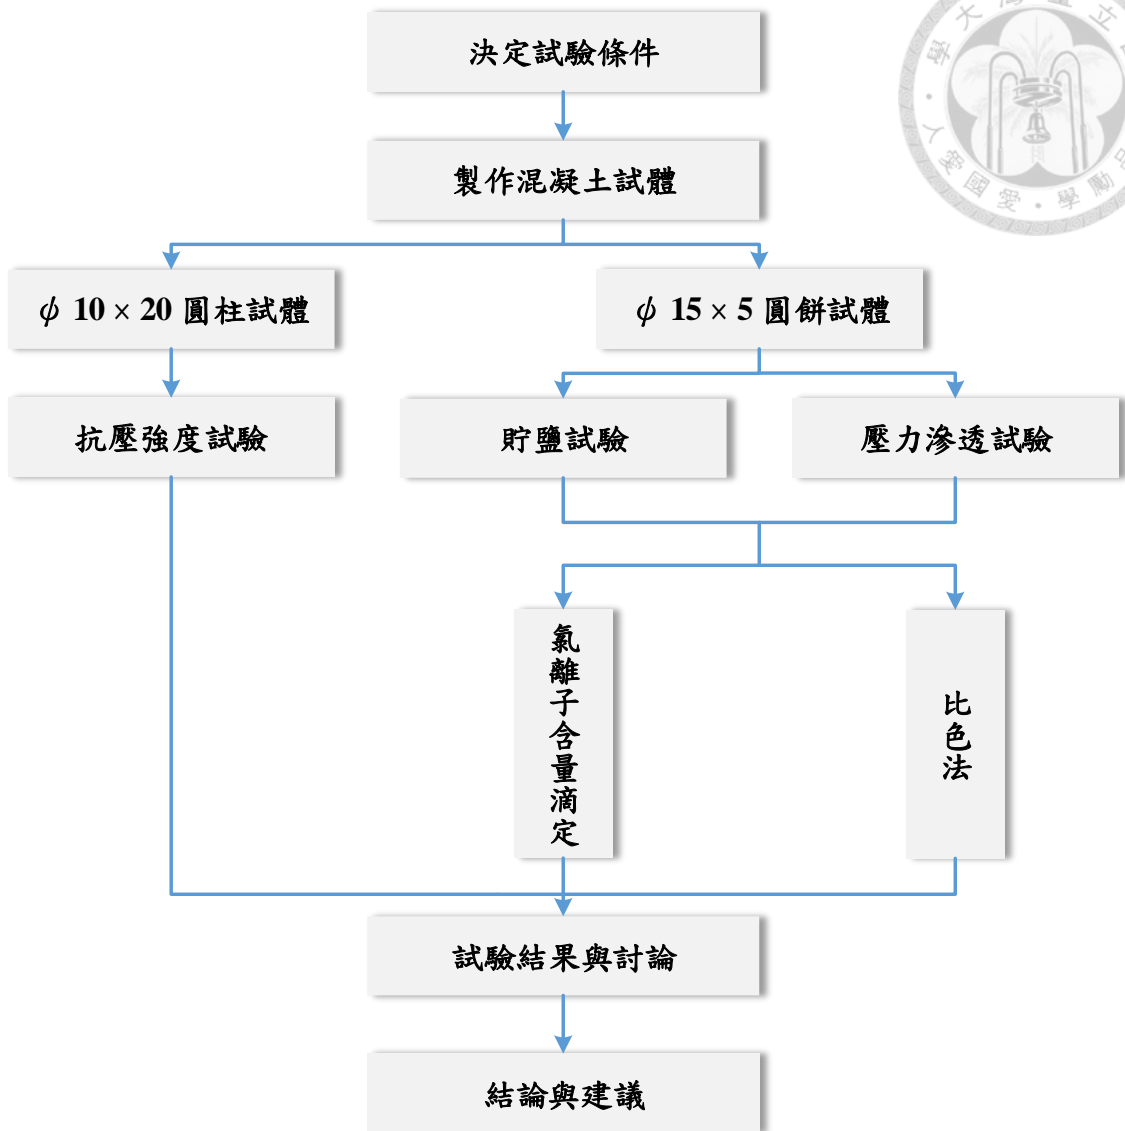 決定試驗條件
製作混凝土試體
ϕ 10 × 20 圓柱試體
ϕ 15 × 5 圓餅試體
抗壓強度試驗
貯鹽試驗
壓力滲透試驗
氯離子含量滴定
比色法
試驗結果與討論
結論與建議